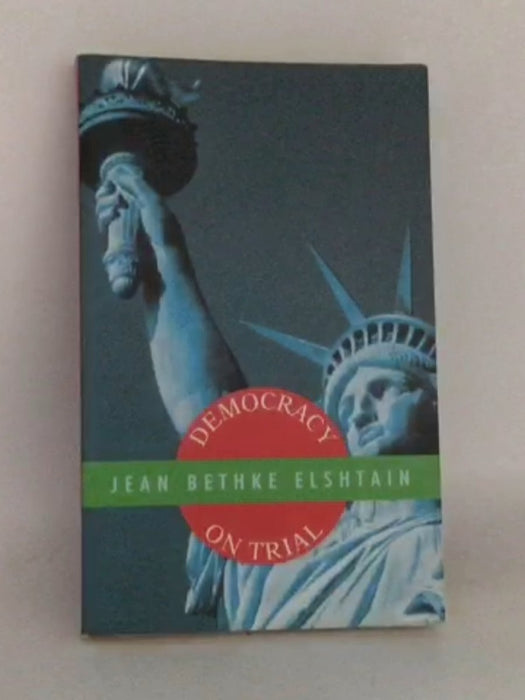 DEMOCRACY
JEAN BETHKE ELSHTAIN
ON TRIAL